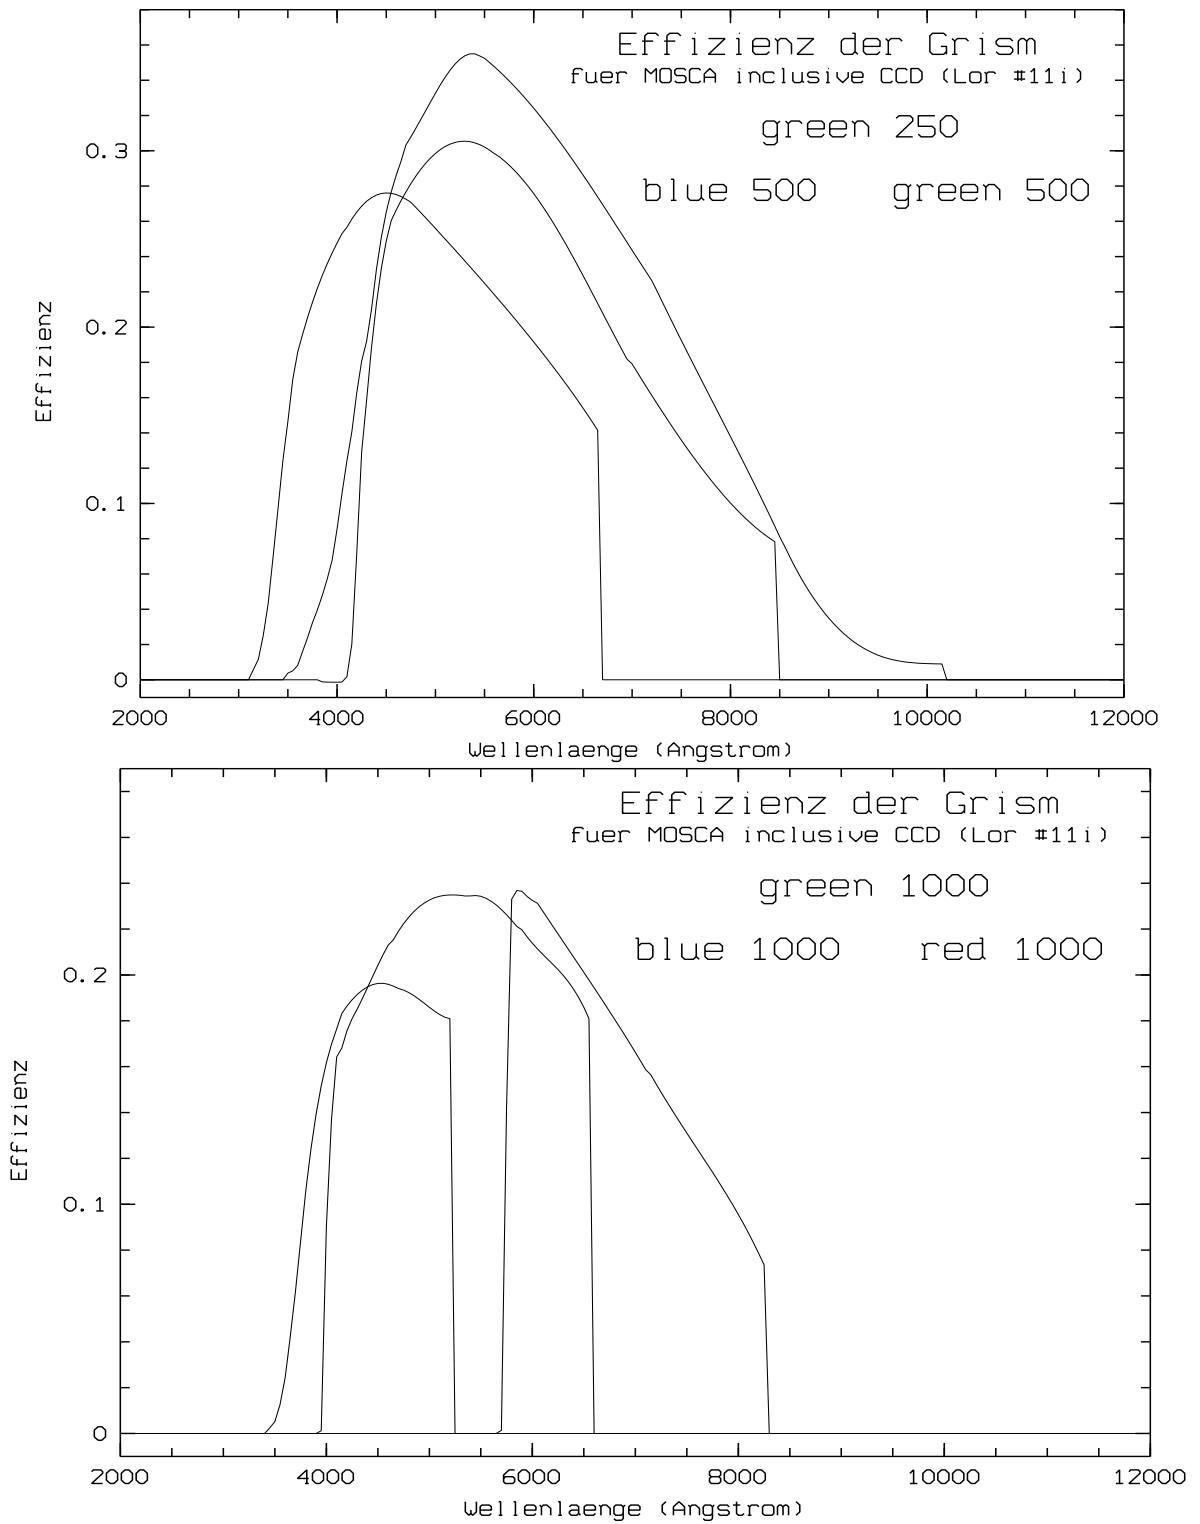 Effizienz der Grism
fuer MOSCA inclusive CCD (Lor #11i)
green 250
blue 500 green 500
Effizienz
0.3
0.2
0.1
0
2000 4000 6000 8000 10000 12000
Wellenlaenge (Angstrom)
Effizienz der Grism
fuer MOSCA inclusive CCD (Lor #11i)
green 1000
blue 1000 red 1000
Effizienz
0.2
0.1
0
2000 4000 6000 8000 10000 12000
Wellenlaenge (Angstrom)